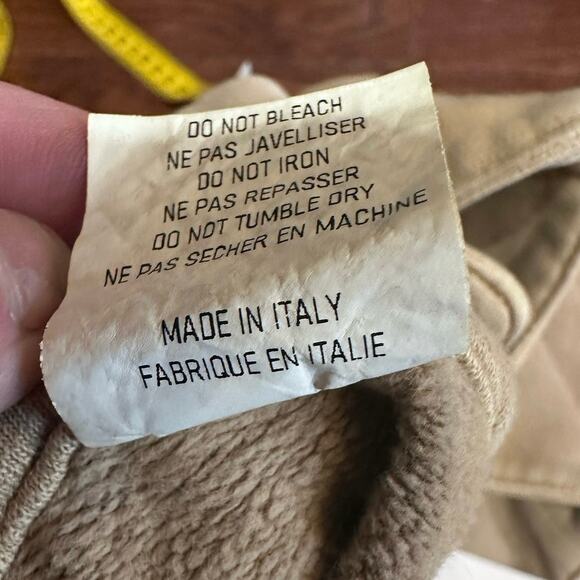 DO NOT BLEACH
NE PAS JAVELLISER
DO NOT IRON
NE PAS REPASSER
DO NOT TUMBLE DRY
NE PAS SECHER EN MACHINE
MADE IN ITALY
FABRIQUE EN ITALIE